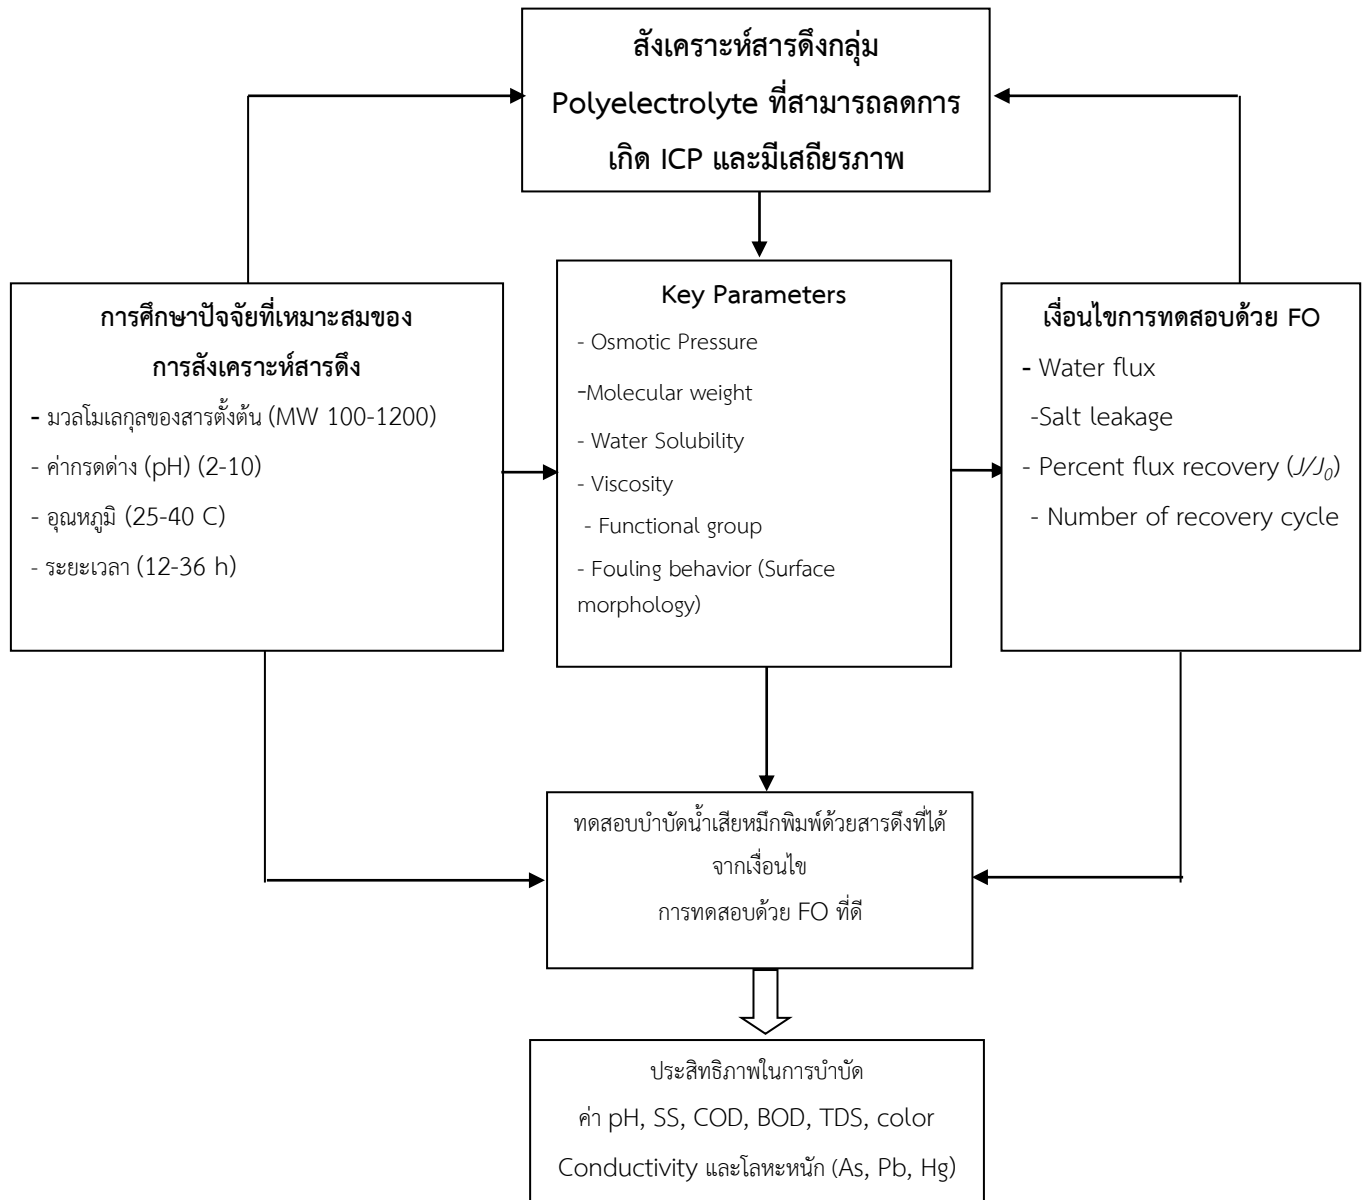 สังเคราะห์สารดึงกลุ่ม
Polyelectrolyte ที่สามารถลดการ
เกิด ICP และมีเสถียรภาพ
การศึกษาปัจจัยที่เหมาะสมของ
การสังเคราะห์สารดึง
- มวลโมเลกุลของสารตั้งต้น (MW 100-1200)
- ค่ากรดด่าง (pH) (2-10)
- อุณหภูมิ (25-40 C)
- ระยะเวลา (12-36 h)
Key Parameters
- Osmotic Pressure
-Molecular weight
- Water Solubility
- Viscosity
- Functional group
- Fouling behavior (Surface
morphology)
เงื่อนไขการทดสอบด้วย FO
- Water flux
-Salt leakage
- Percent flux recovery (J/J₀)
- Number of recovery cycle
ทดสอบบำบัดน้ำเสียหมึกพิมพ์ด้วยสารดึงที่ได้
จากเงื่อนไข
การทดสอบด้วย FO ที่ดี
ประสิทธิภาพในการบำบัด
ค่า pH, SS, COD, BOD, TDS, color
Conductivity และโลหะหนัก (As, Pb, Hg)